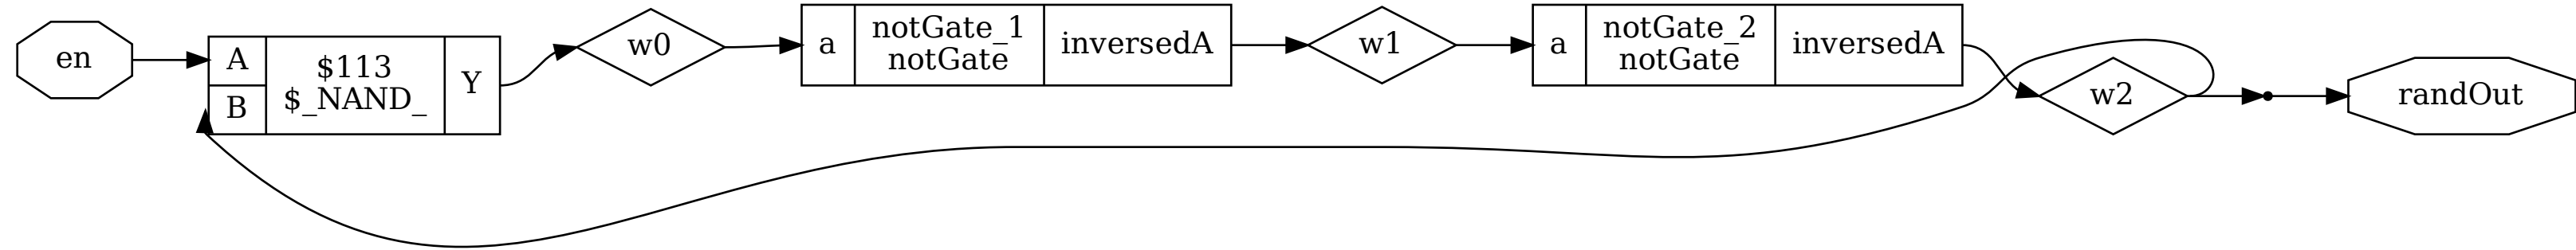 en
A
B
$113
$_NAND_
Y
w0
a
notGate_1
notGate
inversedA
w1
a
notGate_2
notGate
inversedA
w2
randOut